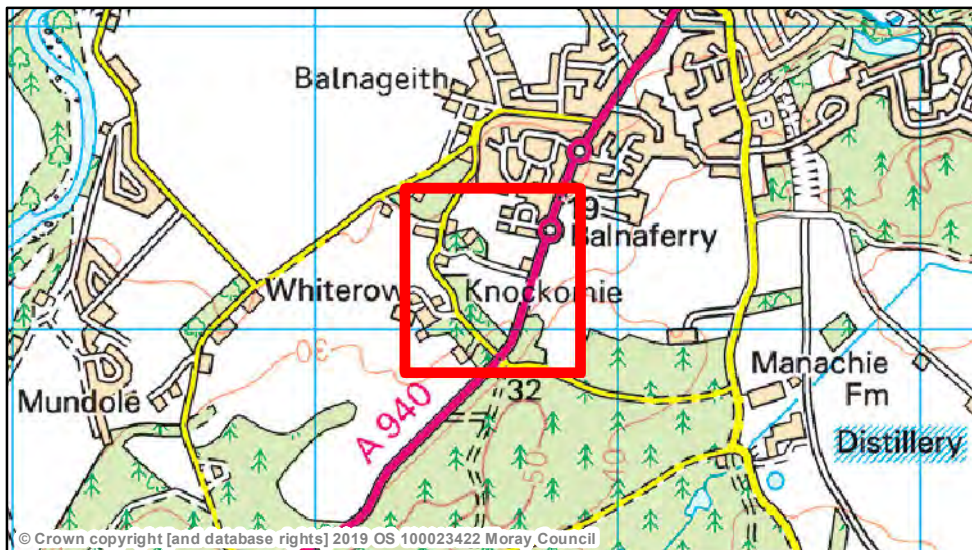 Balnageith
19
Balnaferry
Whiterow
Knockomie
30
Manachie
Fm
Mundole
32
A 940
50
40
Distillery
© Crown copyright [and database rights] 2019 OS 100023422 Moray Council